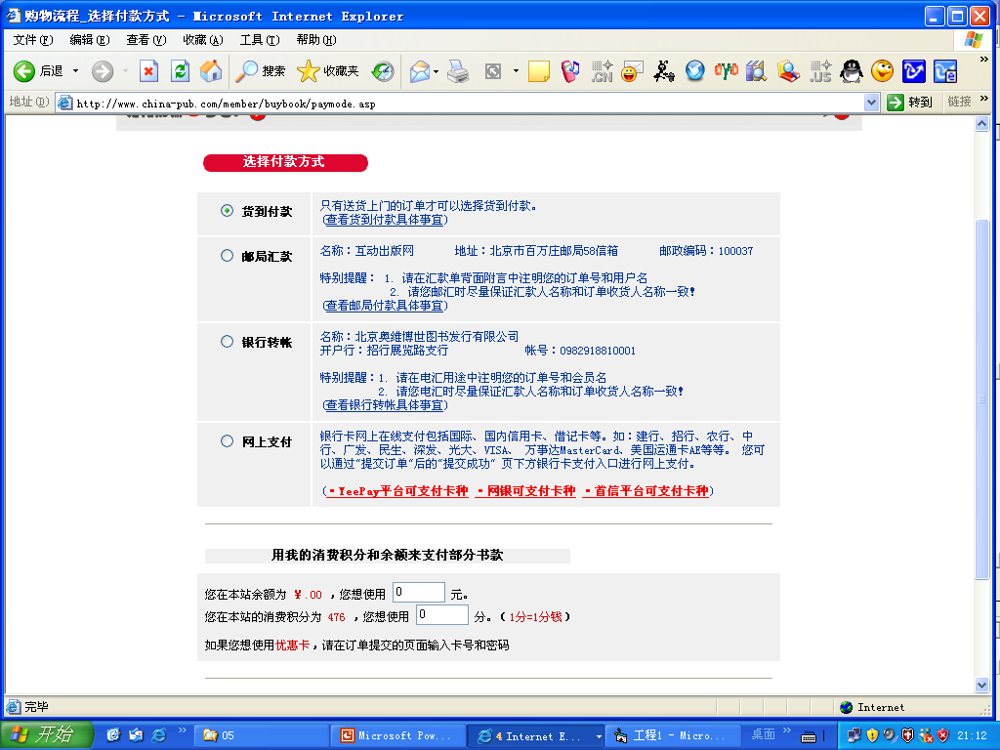 购物流程_选择付款方式 - Microsoft Internet Explorer
文件(F) 编辑(E) 查看(V) 收藏(A) 工具(T) 帮助(H)
后退 搜索 收藏夹 .CN .US
地址(D) http://www.china-pub.com/member/buybook/paymode.asp 转到 链接
选择付款方式
货到付款 只有送货上门的订单才可以选择货到付款。
(查看货到付款具体事宜)
邮局汇款 名称：互动出版网 地址：北京市百万庄邮局58信箱 邮政编码：100037
特别提醒： 1. 请在汇款单背面附言中注明您的订单号和用户名
2. 请您邮汇时尽量保证汇款人名称和订单收货人名称一致!
(查看邮局付款具体事宜)
银行转帐 名称：北京奥维博世图书发行有限公司
开户行：招行展览路支行 帐号：0982918810001
特别提醒：1. 请在电汇用途中注明您的订单号和会员名
2. 请您电汇时尽量保证汇款人名称和订单收货人名称一致!
(查看银行转帐具体事宜)
网上支付 银行卡网上在线支付包括国际、国内信用卡、借记卡等。如：建行、招行、农行、中
行、广发、民生、深发、光大、VISA、 万事达MasterCard、美国运通卡AE等等。 您可
以通过"提交订单"后的"提交成功" 页下方银行卡支付入口进行网上支付。
(▪YeePay平台可支付卡种 ▪网银可支付卡种 ▪首信平台可支付卡种)
用我的消费积分和余额来支付部分书款
您在本站余额为 ￥.00 ，您想使用 0 元。
您在本站的消费积分为 476 ，您想使用 0 分。( 1分=1分钱 )
如果您想使用优惠卡，请在订单提交的页面输入卡号和密码
完毕 Internet
开始 05 Microsoft Pow... 4 Internet E... 工程1 - Micro... 桌面 21:12